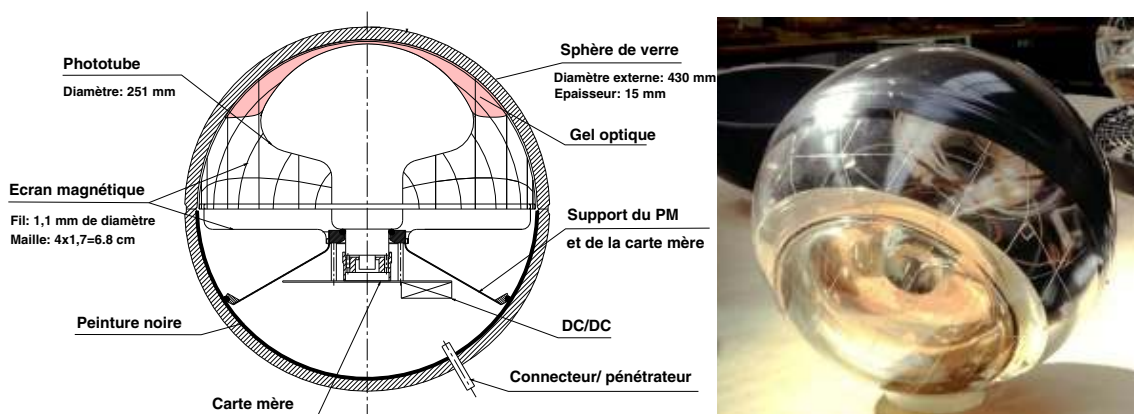 Phototube
Diamètre: 251 mm
Sphère de verre
Diamètre externe: 430 mm
Epaisseur: 15 mm
Gel optique
Ecran magnétique
Fil: 1,1 mm de diamètre
Maille: 4x1,7=6.8 cm
Support du PM
et de la carte mère
Peinture noire
DC/DC
Connecteur/ pénétrateur
Carte mère